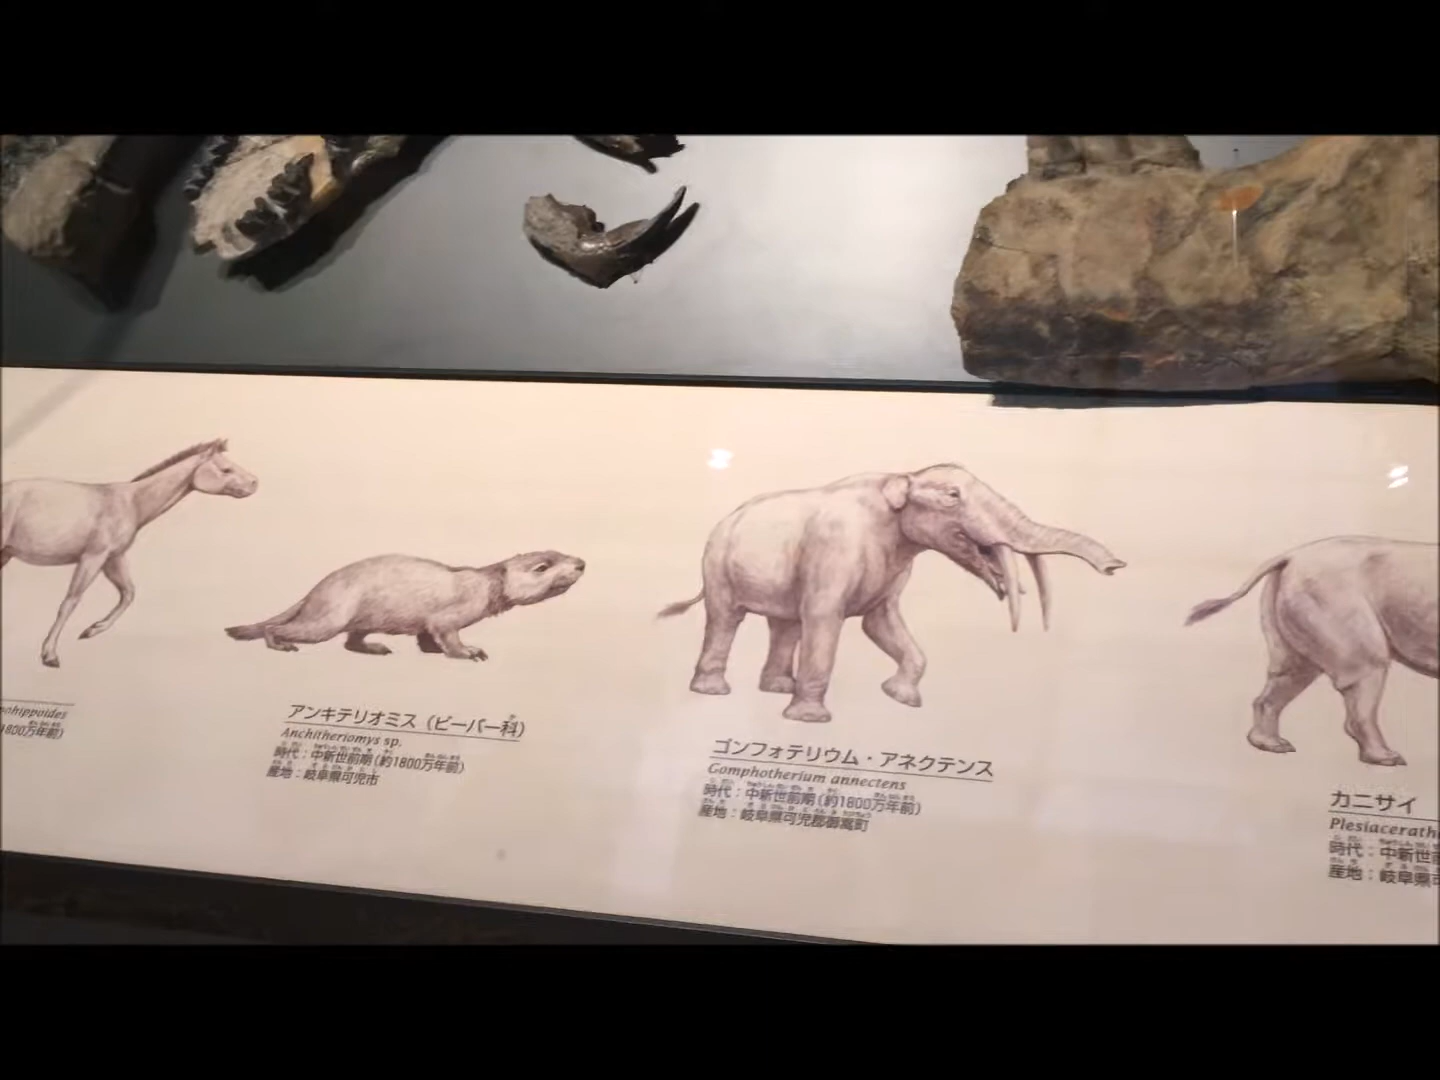 ohippoides
1800万年前)
アンキテリオミス（ビーバー科）
Anchitheriomys sp.
時代：中新世前期（約1800万年前）
産地：岐阜県可児市
ゴンフォテリウム・アネクテンス
Gomphotherium annectens
時代：中新世前期（約1800万年前）
産地：岐阜県可児郡御嵩町
カニサイ
Plesiacerath
時代：中新世前
産地：岐阜県可